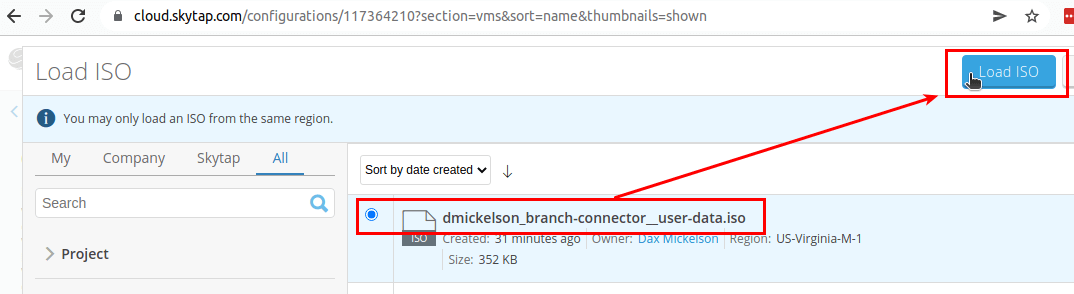 cloud.skytap.com/configurations/117364210?section=vms&sort=name&thumbnails=shown
Load ISO
Load ISO
You may only load an ISO from the same region.
My Company Skytap All
Sort by date created
Search
dmickelson_branch-connector__user-data.iso
ISO
Created: 31 minutes ago Owner: Dax Mickelson Region: US-Virginia-M-1
Project
Size: 352 KB